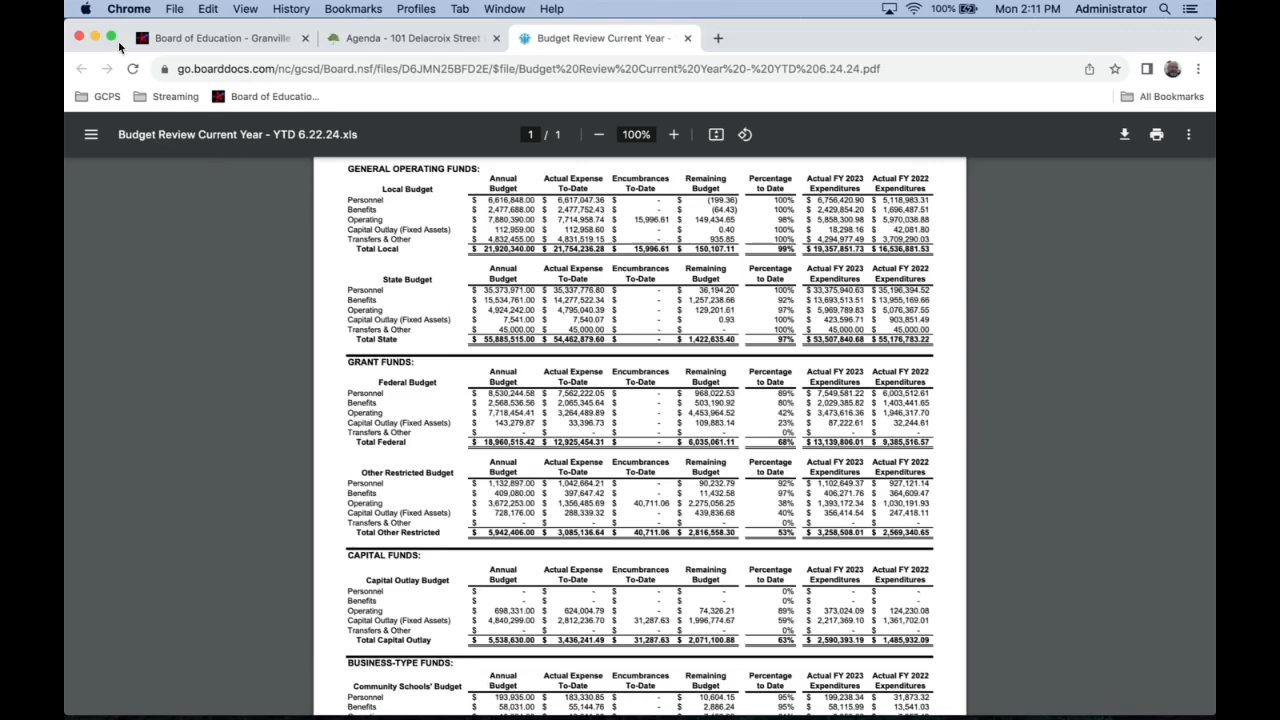 Chrome File Edit View History Bookmarks Profiles Tab Window Help 100% Mon 2:11 PM Administrator
Board of Education - Granville Agenda - 101 Delacroix Street Budget Review Current Year -
go.boarddocs.com/nc/gcsd/Board.nsf/files/D6JMN25BFD2E/$file/Budget%20Review%20Current%20Year%20-%20YTD%206.24.24.pdf
GCPS Streaming Board of Educatio... All Bookmarks
Budget Review Current Year - YTD 6.22.24.xls 1 / 1 100%
GENERAL OPERATING FUNDS:
Annual Actual Expense Encumbrances Remaining Percentage Actual FY 2023 Actual FY 2022
Local Budget Budget To-Date To-Date Budget to Date Expenditures Expenditures
Personnel $ 6,616,848.00 $ 6,617,047.36 $ - $ (199.36) 100% $ 6,756,420.90 $ 5,118,983.31
Benefits $ 2,477,688.00 $ 2,477,752.43 $ - $ (64.43) 100% $ 2,429,854.20 $ 1,696,487.51
Operating $ 7,880,390.00 $ 7,714,958.74 $ 15,996.61 $ 149,434.65 98% $ 5,858,300.98 $ 5,970,038.88
Capital Outlay (Fixed Assets) $ 112,959.00 $ 112,958.60 $ - $ 0.40 100% $ 18,298.16 $ 42,081.80
Transfers & Other $ 4,832,455.00 $ 4,831,519.15 $ - $ 935.85 100% $ 4,294,977.49 $ 3,709,290.03
Total Local $ 21,920,340.00 $ 21,754,236.28 $ 15,996.61 $ 150,107.11 99% $ 19,357,851.73 $ 16,536,881.53
Annual Actual Expense Encumbrances Remaining Percentage Actual FY 2023 Actual FY 2022
State Budget Budget To-Date To-Date Budget to Date Expenditures Expenditures
Personnel $ 35,373,971.00 $ 35,337,776.80 $ - $ 36,194.20 100% $ 33,375,940.63 $ 35,196,394.52
Benefits $ 15,534,761.00 $ 14,277,522.34 $ - $ 1,257,238.66 92% $ 13,693,513.51 $ 13,955,169.66
Operating $ 4,924,242.00 $ 4,795,040.39 $ - $ 129,201.61 97% $ 5,969,789.83 $ 5,076,367.55
Capital Outlay (Fixed Assets) $ 7,541.00 $ 7,540.07 $ - $ 0.93 100% $ 423,596.71 $ 903,851.49
Transfers & Other $ 45,000.00 $ 45,000.00 $ - $ - 100% $ 45,000.00 $ 45,000.00
Total State $ 55,885,515.00 $ 54,462,879.60 $ - $ 1,422,635.40 97% $ 53,507,840.68 $ 55,176,783.22
GRANT FUNDS:
Annual Actual Expense Encumbrances Remaining Percentage Actual FY 2023 Actual FY 2022
Federal Budget Budget To-Date To-Date Budget to Date Expenditures Expenditures
Personnel $ 8,530,244.58 $ 7,562,222.05 $ - $ 968,022.53 89% $ 7,549,581.22 $ 6,003,512.61
Benefits $ 2,568,536.56 $ 2,065,345.64 $ - $ 503,190.92 80% $ 2,029,385.82 $ 1,403,441.65
Operating $ 7,718,454.41 $ 3,264,489.89 $ - $ 4,453,964.52 42% $ 3,473,616.36 $ 1,946,317.70
Capital Outlay (Fixed Assets) $ 143,279.87 $ 33,396.73 $ - $ 109,883.14 23% $ 87,222.61 $ 32,244.61
Transfers & Other $ - $ - $ - $ - 0% $ - $ -
Total Federal $ 18,960,515.42 $ 12,925,454.31 $ - $ 6,035,061.11 68% $ 13,139,806.01 $ 9,385,516.57
Annual Actual Expense Encumbrances Remaining Percentage Actual FY 2023 Actual FY 2022
Other Restricted Budget Budget To-Date To-Date Budget to Date Expenditures Expenditures
Personnel $ 1,132,897.00 $ 1,042,664.21 $ - $ 90,232.79 92% $ 1,102,649.37 $ 927,121.14
Benefits $ 409,080.00 $ 397,647.42 $ - $ 11,432.58 97% $ 406,271.76 $ 364,609.47
Operating $ 3,672,253.00 $ 1,356,485.69 $ 40,711.06 $ 2,275,056.25 38% $ 1,393,172.34 $ 1,030,191.93
Capital Outlay (Fixed Assets) $ 728,176.00 $ 288,339.32 $ - $ 439,836.68 40% $ 356,414.54 $ 247,418.11
Transfers & Other $ - $ - $ - $ - 0% $ - $ -
Total Other Restricted $ 5,942,406.00 $ 3,085,136.64 $ 40,711.06 $ 2,816,558.30 53% $ 3,258,508.01 $ 2,569,340.65
CAPITAL FUNDS:
Annual Actual Expense Encumbrances Remaining Percentage Actual FY 2023 Actual FY 2022
Capital Outlay Budget Budget To-Date To-Date Budget to Date Expenditures Expenditures
Personnel $ - $ - $ - $ - 0% $ - $ -
Benefits $ - $ - $ - $ - 0% $ - $ -
Operating $ 698,331.00 $ 624,004.79 $ - $ 74,326.21 89% $ 373,024.09 $ 124,230.08
Capital Outlay (Fixed Assets) $ 4,840,299.00 $ 2,812,236.70 $ 31,287.63 $ 1,996,774.67 59% $ 2,217,369.10 $ 1,361,702.01
Transfers & Other $ - $ - $ - $ - 0% $ - $ -
Total Capital Outlay $ 5,538,630.00 $ 3,436,241.49 $ 31,287.63 $ 2,071,100.88 63% $ 2,590,393.19 $ 1,485,932.09
BUSINESS-TYPE FUNDS:
Annual Actual Expense Encumbrances Remaining Percentage Actual FY 2023 Actual FY 2022
Community Schools' Budget Budget To-Date To-Date Budget to Date Expenditures Expenditures
Personnel $ 193,935.00 $ 183,330.85 $ - $ 10,604.15 95% $ 199,238.34 $ 31,873.32
Benefits $ 58,031.00 $ 55,144.76 $ - $ 2,886.24 95% $ 58,115.99 $ 13,541.03